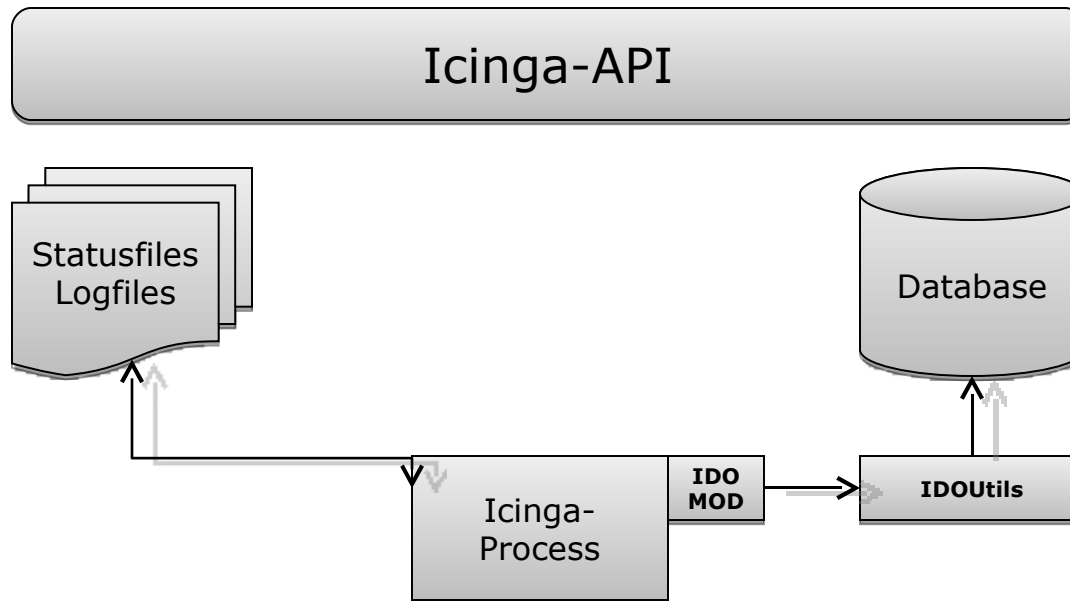 Icinga-API
Statusfiles
Logfiles
Database
IDO
MOD
IDOUtils
Icinga-
Process